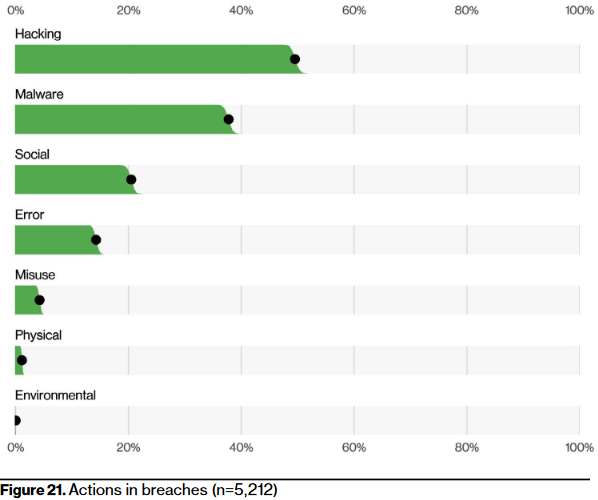 0% 20% 40% 60% 80% 100%
Hacking
Malware
Social
Error
Misuse
Physical
Environmental
0% 20% 40% 60% 80% 100%
Figure 21. Actions in breaches (n=5,212)